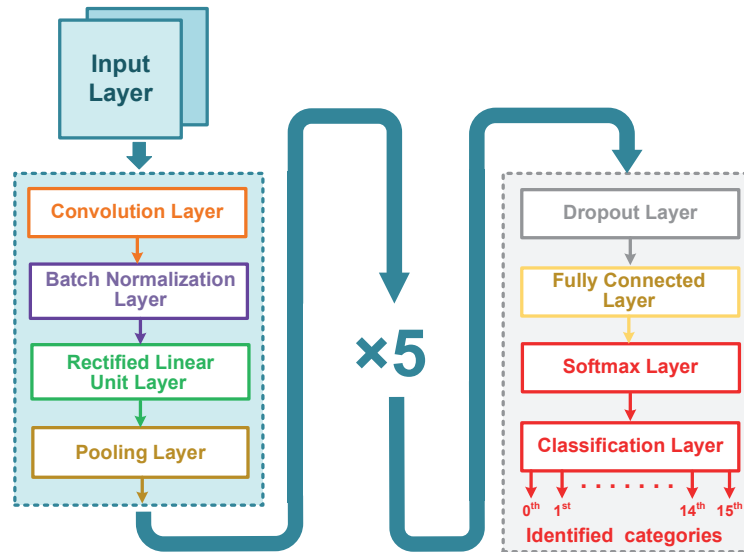 Input
Layer
Convolution Layer
Batch Normalization
Layer
Rectified Linear
Unit Layer
Pooling Layer
×5
Dropout Layer
Fully Connected
Layer
Softmax Layer
Classification Layer
0th 1st ........ 14th 15th
Identified categories